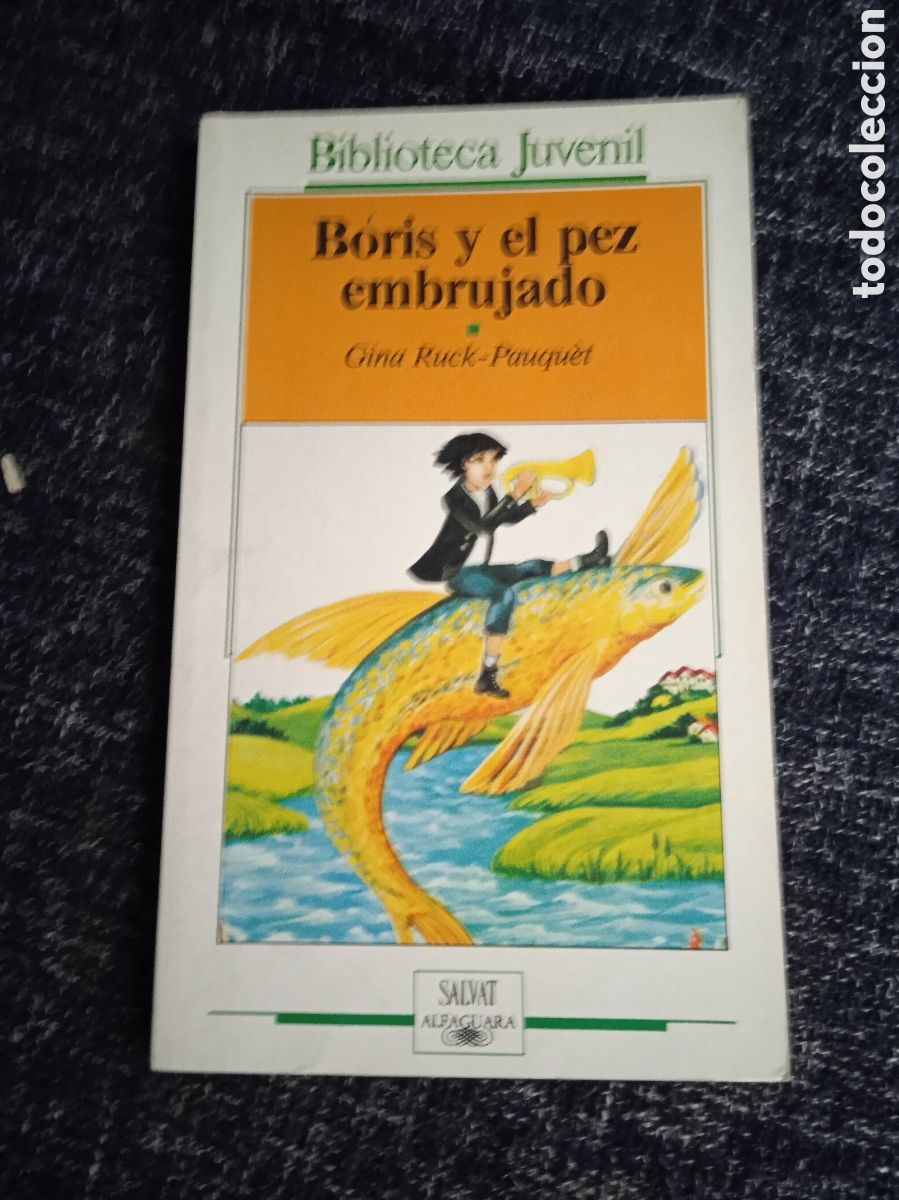 todocoleccion
Biblioteca Juvenil
Bóris y el pez
embrujado
Gina Ruck-Pauquèt
SALVAT
ALFAGUARA